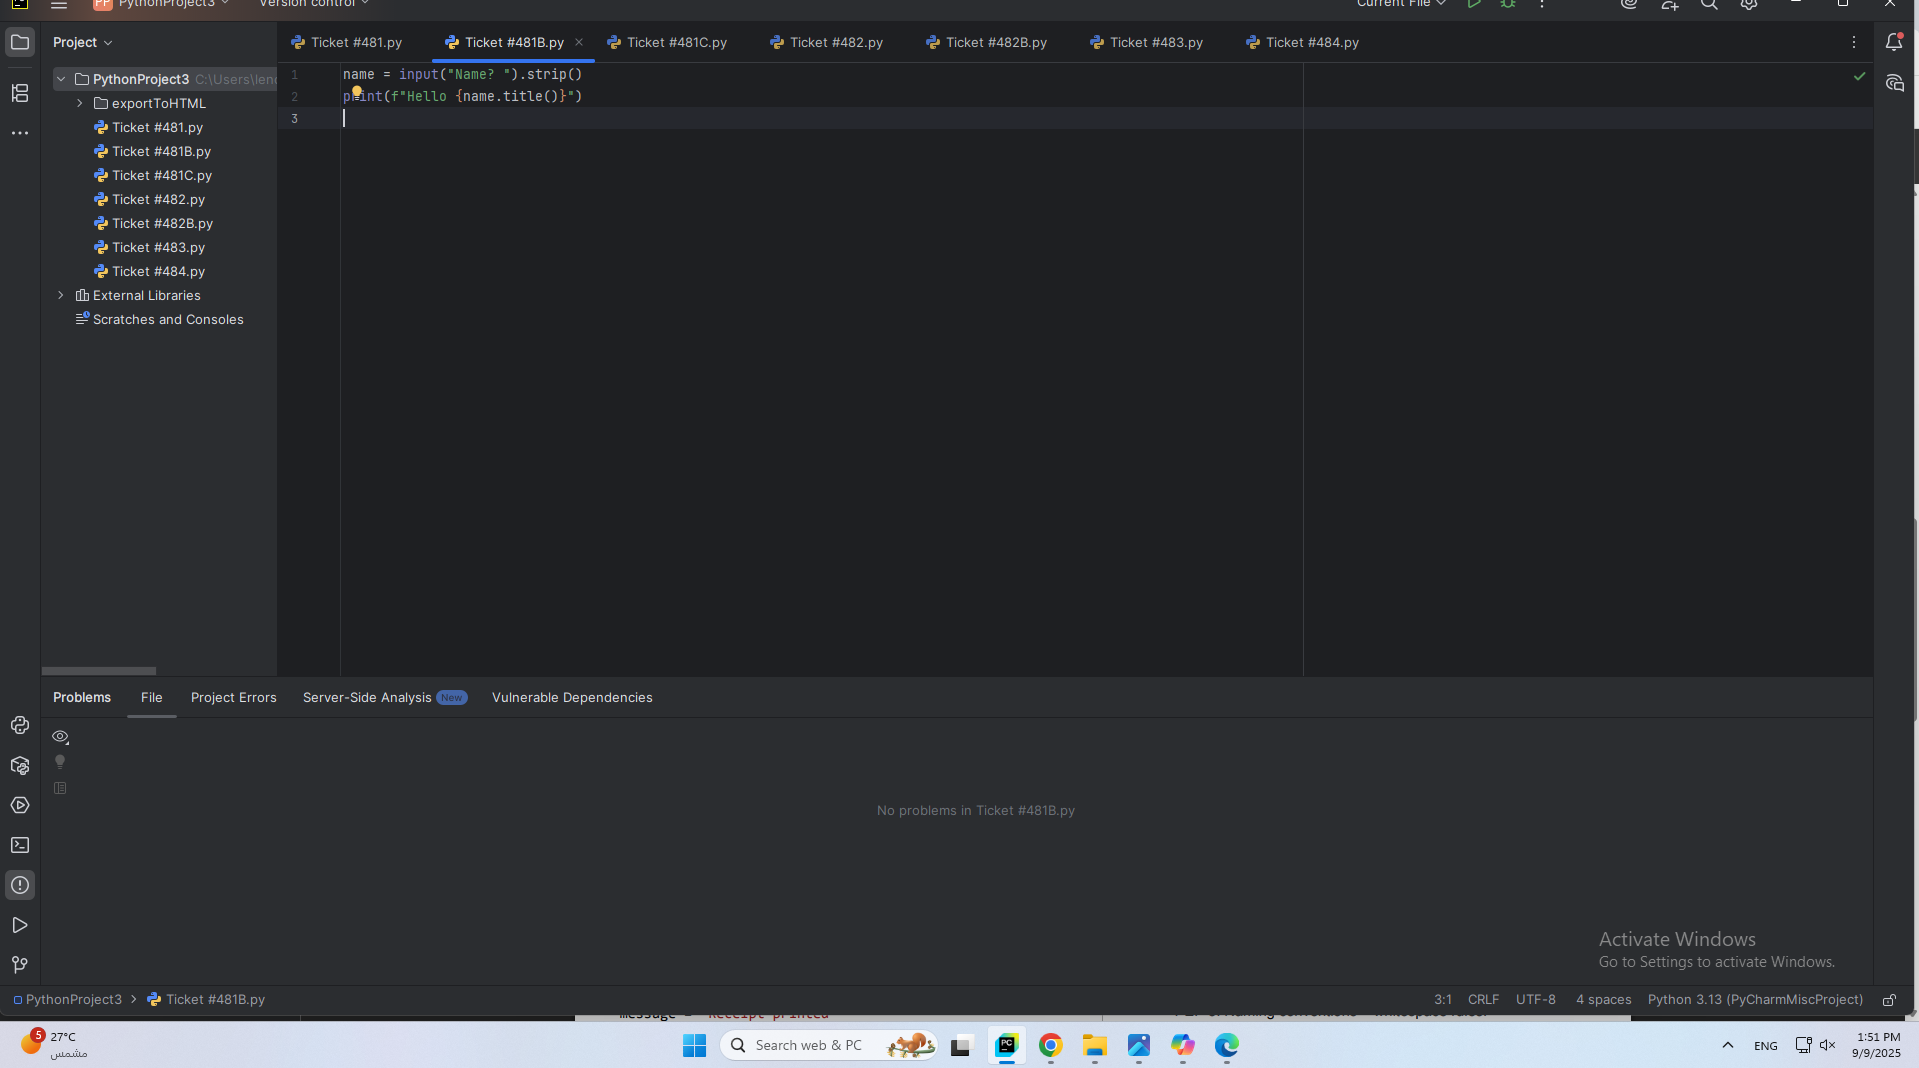 PP PythonProject3 Version control Current File
Project
Ticket #481.py Ticket #481B.py Ticket #481C.py Ticket #482.py Ticket #482B.py Ticket #483.py Ticket #484.py
PythonProject3 C:\Users\leno
exportToHTML
Ticket #481.py
Ticket #481B.py
Ticket #481C.py
Ticket #482.py
Ticket #482B.py
Ticket #483.py
Ticket #484.py
External Libraries
Scratches and Consoles
1 name = input("Name? ").strip()
2 print(f"Hello {name.title()}")
3
Problems File Project Errors Server-Side Analysis New Vulnerable Dependencies
No problems in Ticket #481B.py
Activate Windows
Go to Settings to activate Windows.
PythonProject3 > Ticket #481B.py 3:1 CRLF UTF-8 4 spaces Python 3.13 (PyCharmMiscProject)
message = "Receipt printed"
5 27°C
مشمس
Search web & PC
PC
ENG
1:51 PM
9/9/2025